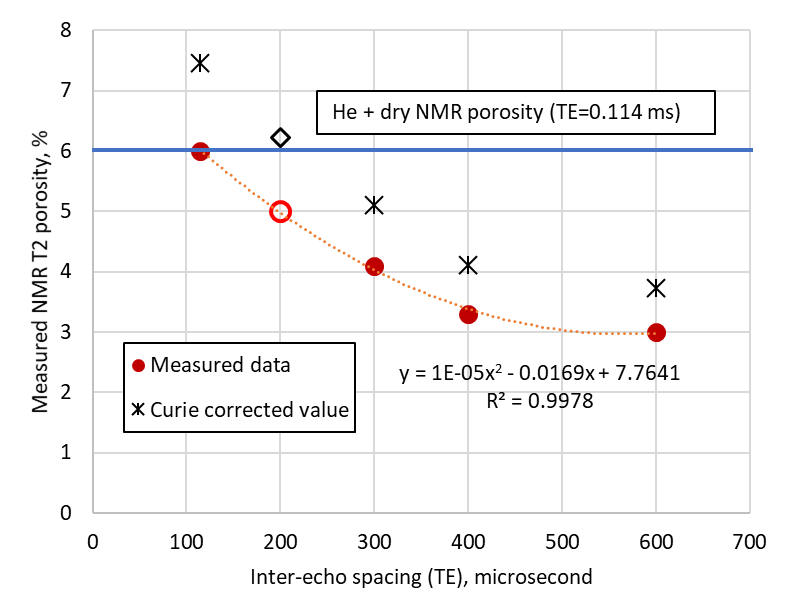 8
7
6
5
4
3
2
1
0
0 100 200 300 400 500 600 700
Measured NMR T2 porosity, %
Inter-echo spacing (TE), microsecond
He + dry NMR porosity (TE=0.114 ms)
Measured data
Curie corrected value
y = 1E-05x² - 0.0169x + 7.7641
R² = 0.9978